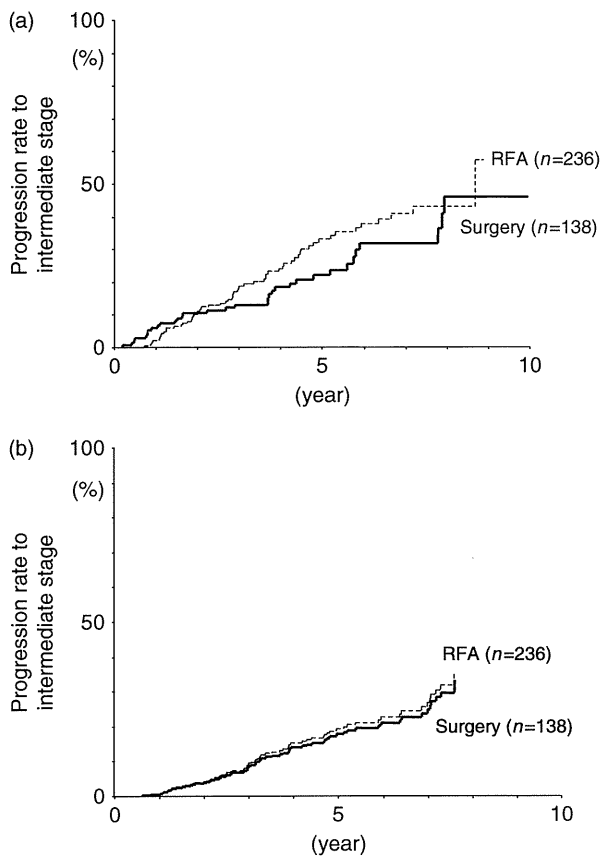 (a)
100
(%)
50
0
Progression rate to
intermediate stage
RFA (n=236)
Surgery (n=138)
0 5 10
(year)
(b)
100
(%)
50
0
Progression rate to
intermediate stage
RFA (n=236)
Surgery (n=138)
0 5 10
(year)